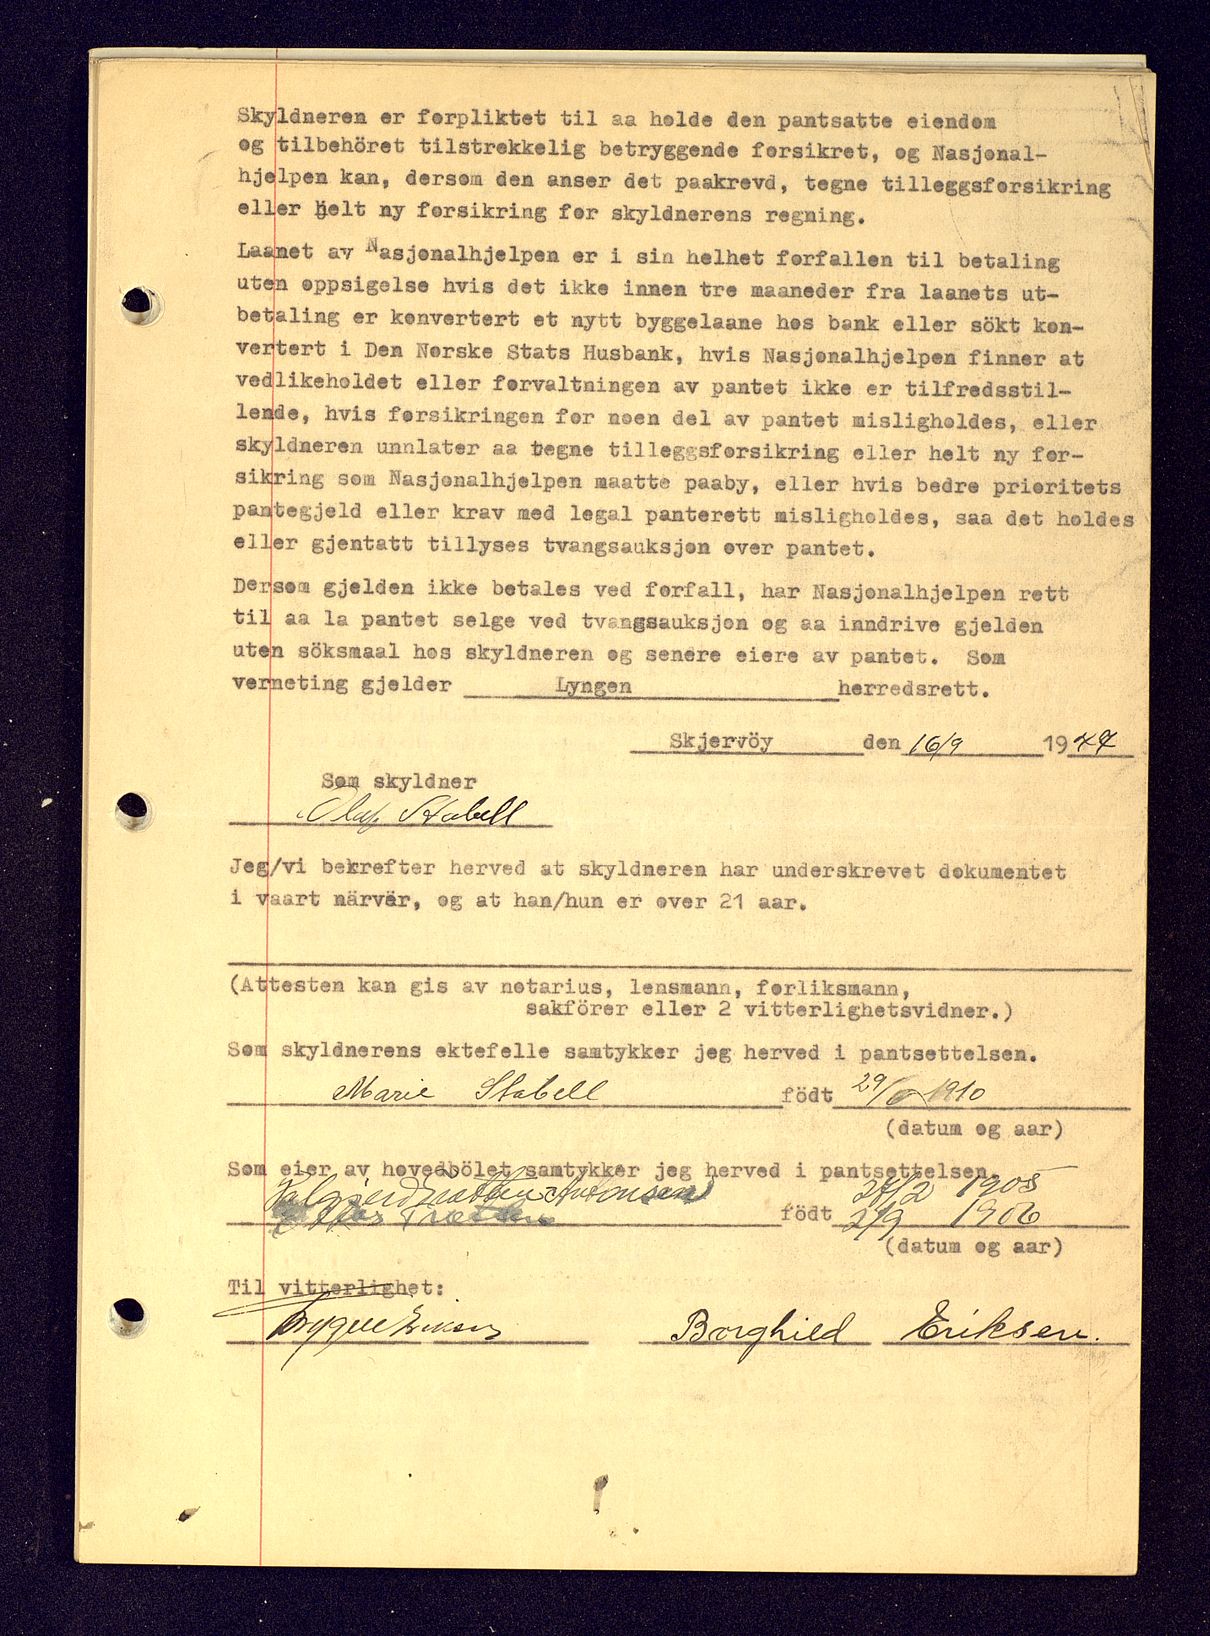 Skyldneren er forpliktet til aa holde den pantsatte eiendom
og tilbehöret tilstrekkelig betryggende forsikret, og Nasjonal-
hjelpen kan, dersom den anser det paakrevd, tegne tilleggsforsikring
eller helt ny forsikring for skyldnerens regning.
Laanet av Nasjonalhjelpen er i sin helhet forfallen til betaling
uten oppsigelse hvis det ikke innen tre maaneder fra laanets ut-
betaling er konvertert et nytt byggelaane hos bank eller sökt kon-
vertert i Den Norske Stats Husbank, hvis Nasjonalhjelpen finner at
vedlikeholdet eller forvaltningen av pantet ikke er tilfredsstil-
lende, hvis forsikringen for noen del av pantet misligholdes, eller
skyldneren unnlater aa tegne tilleggsforsikring eller helt ny for-
sikring som Nasjonalhjelpen maatte paaby, eller hvis bedre prioritets
pantegjeld eller krav med legal panterett misligholdes, saa det holdes
eller gjentatt tillyses tvangsauksjon over pantet.
Dersom gjelden ikke betales ved forfall, har Nasjonalhjelpen rett
til aa la pantet selge ved tvangsauksjon og aa inndrive gjelden
uten söksmaal hos skyldneren og senere eiere av pantet. Som
verneting gjelder Lyngen herredsrett.
Skjervöy den 16/9 1947
Som skyldner
Olaf Stabell
Jeg/vi bekrefter herved at skyldneren har underskrevet dokumentet
i vaart närvär, og at han/hun er over 21 aar.
(Attesten kan gis av notarius, lensmann, forliksmann,
sakförer eller 2 vitterlighetsvidner.)
Som skyldnerens ektefelle samtykker jeg herved i pantsettelsen.
Marie Stabell födt 29/ 1910
(datum og aar)
Som eier av hovedbölet samtykker jeg herved i pantsettelsen.
Antonsen 1905
födt 2/9 1906
(datum og aar)
Til vitterlighet:
Trygve Eriksen Borghild Eriksen.